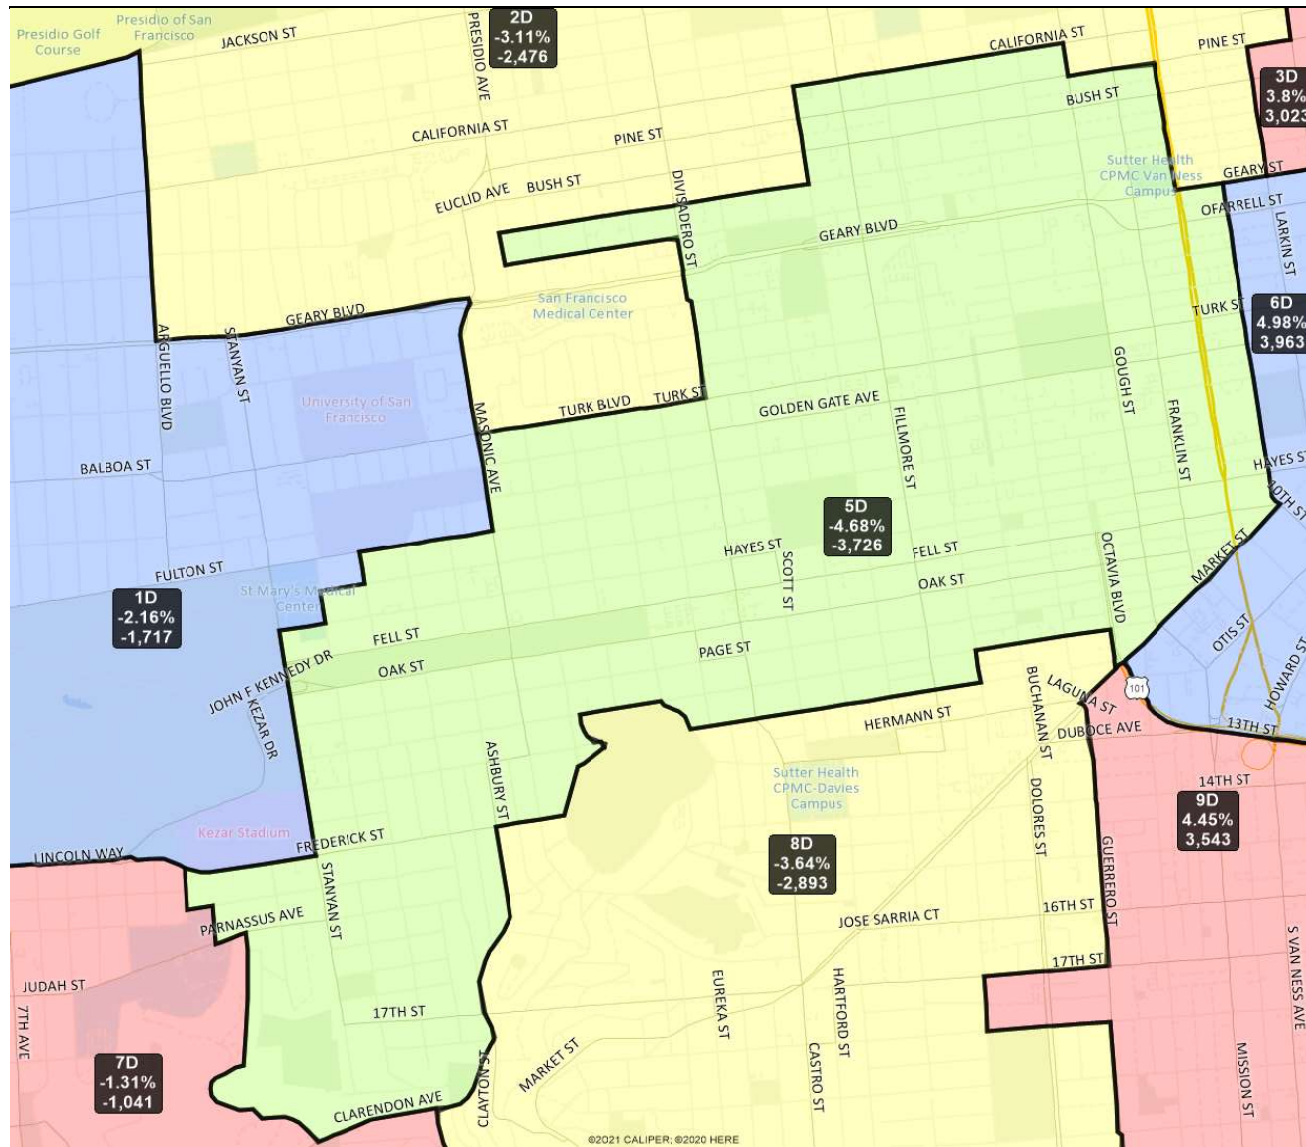 Presidio Golf
Course
Presidio of San
Francisco
JACKSON ST
PRESIDIO AVE
2D
-3.11%
-2,476
CALIFORNIA ST
PINE ST
3D
3.8%
3,023
BUSH ST
CALIFORNIA ST
PINE ST
Sutter Health
CPMC Van Ness
Campus
GEARY ST
EUCLID AVE
BUSH ST
DIVISADERO ST
OFARRELL ST
LARKIN ST
GEARY BLVD
San Francisco
Medical Center
GEARY BLVD
TURK ST
6D
4.98%
3,963
ARGUELLO BLVD
STANYAN ST
University of San
Francisco
MASONIC AVE
TURK BLVD
TURK ST
GOLDEN GATE AVE
FILLMORE ST
GOUGH ST
FRANKLIN ST
BALBOA ST
HAYES ST
10TH ST
5D
-4.68%
-3,726
HAYES ST
SCOTT ST
FELL ST
OAK ST
OCTAVIA BLVD
MARKET ST
FULTON ST
1D
-2.16%
-1,717
St Mary's Medical
Center
FELL ST
OAK ST
PAGE ST
JOHN F KENNEDY DR
KEZAR DR
OTIS ST
HOWARD ST
101
BUCHANAN ST
LAGUNA ST
HERMANN ST
DUBOCE AVE
13TH ST
ASHBURY ST
Sutter Health
CPMC-Davies
Campus
DOLORES ST
14TH ST
9D
4.45%
3,543
Kezar Stadium
FREDERICK ST
LINCOLN WAY
8D
-3.64%
-2,893
GUERRERO ST
STANYAN ST
PARNASSUS AVE
JOSE SARRIA CT
16TH ST
17TH ST
S VAN NESS AVE
JUDAH ST
7TH AVE
17TH ST
EUREKA ST
HARTFORD ST
CASTRO ST
MARKET ST
CLAYTON ST
MISSION ST
7D
-1.31%
-1,041
CLARENDON AVE
©2021 CALIPER; ©2020 HERE